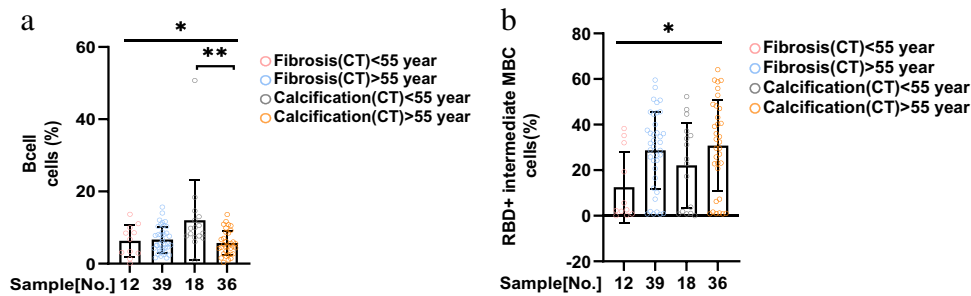 a
*
**
60
40
20
0
Bcell
cells (%)
Fibrosis(CT)<55 year
Fibrosis(CT)>55 year
Calcification(CT)<55 year
Calcification(CT)>55 year
Sample[No.] 12 39 18 36
b
*
80
60
40
20
0
-20
RBD+ intermediate MBC
cells(%)
Fibrosis(CT)<55 year
Fibrosis(CT)>55 year
Calcification(CT)<55 year
Calcification(CT)>55 year
Sample[No.] 12 39 18 36